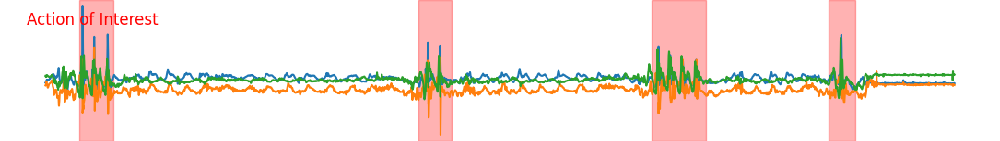 Action of Interest